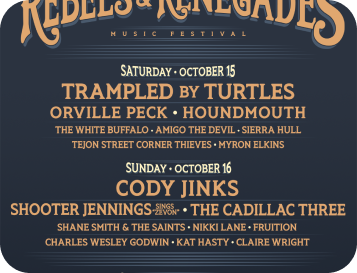 REBELS & RENEGADES
MUSIC FESTIVAL
SATURDAY • OCTOBER 15
TRAMPLED BY TURTLES
ORVILLE PECK • HOUNDMOUTH
THE WHITE BUFFALO • AMIGO THE DEVIL • SIERRA HULL
TEJON STREET CORNER THIEVES • MYRON ELKINS
SUNDAY • OCTOBER 16
CODY JINKS
SHOOTER JENNINGS SINGS "ZEVON" • THE CADILLAC THREE
SHANE SMITH & THE SAINTS • NIKKI LANE • FRUITION
CHARLES WESLEY GODWIN • KAT HASTY • CLAIRE WRIGHT